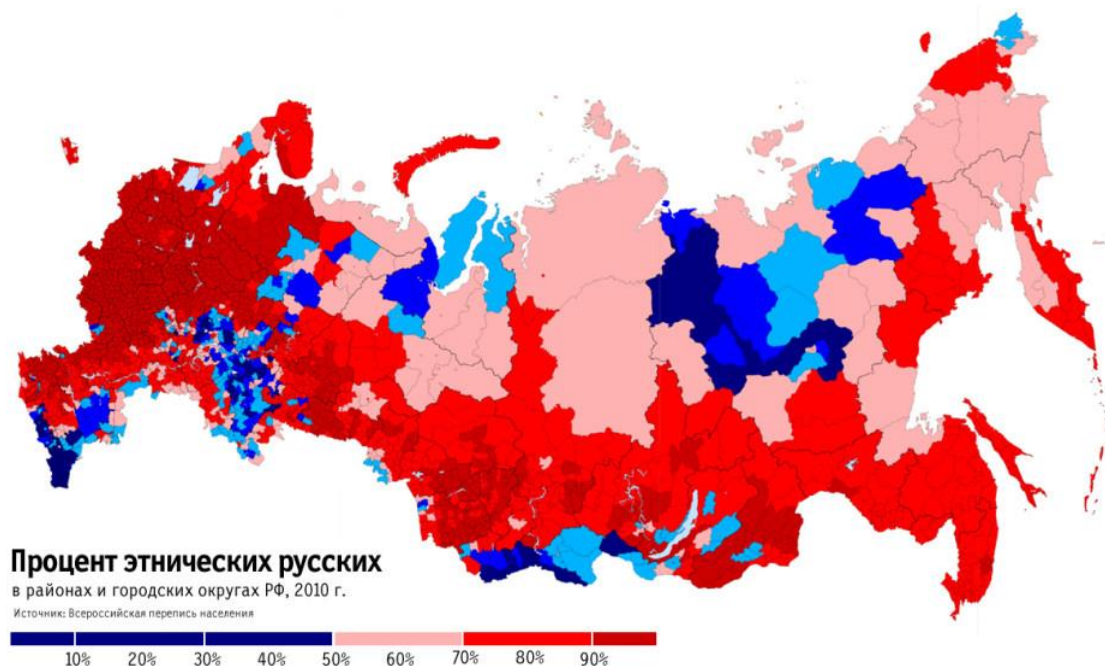 Процент этнических русских
в районах и городских округах РФ, 2010 г.
Источник: Всероссийская перепись населения
10% 20% 30% 40% 50% 60% 70% 80% 90%